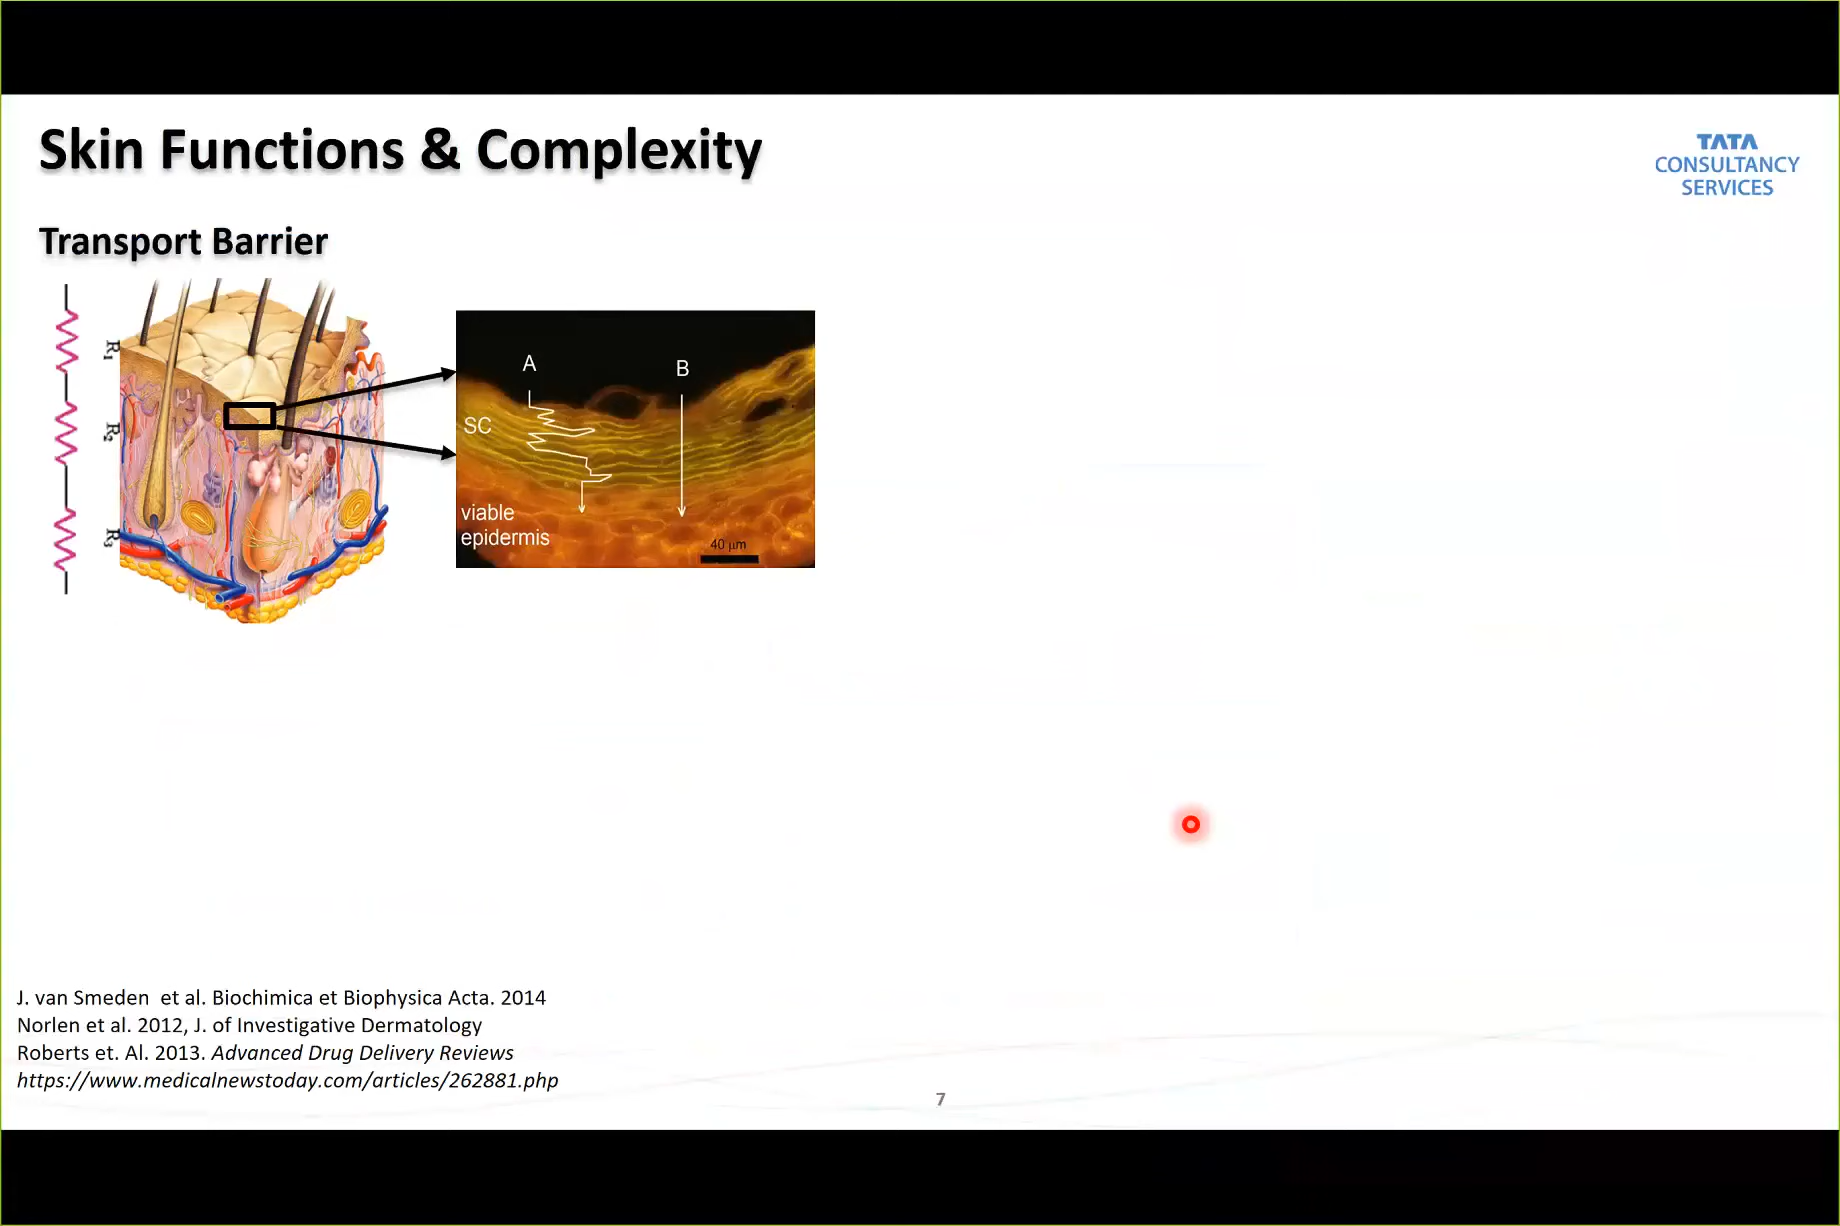 Skin Functions & Complexity
TATA
CONSULTANCY
SERVICES
Transport Barrier
R1
R2
R3
A
B
SC
viable
epidermis
40 μm
J. van Smeden  et al. Biochimica et Biophysica Acta. 2014
Norlen et al. 2012, J. of Investigative Dermatology
Roberts et. Al. 2013. Advanced Drug Delivery Reviews
https://www.medicalnewstoday.com/articles/262881.php
7